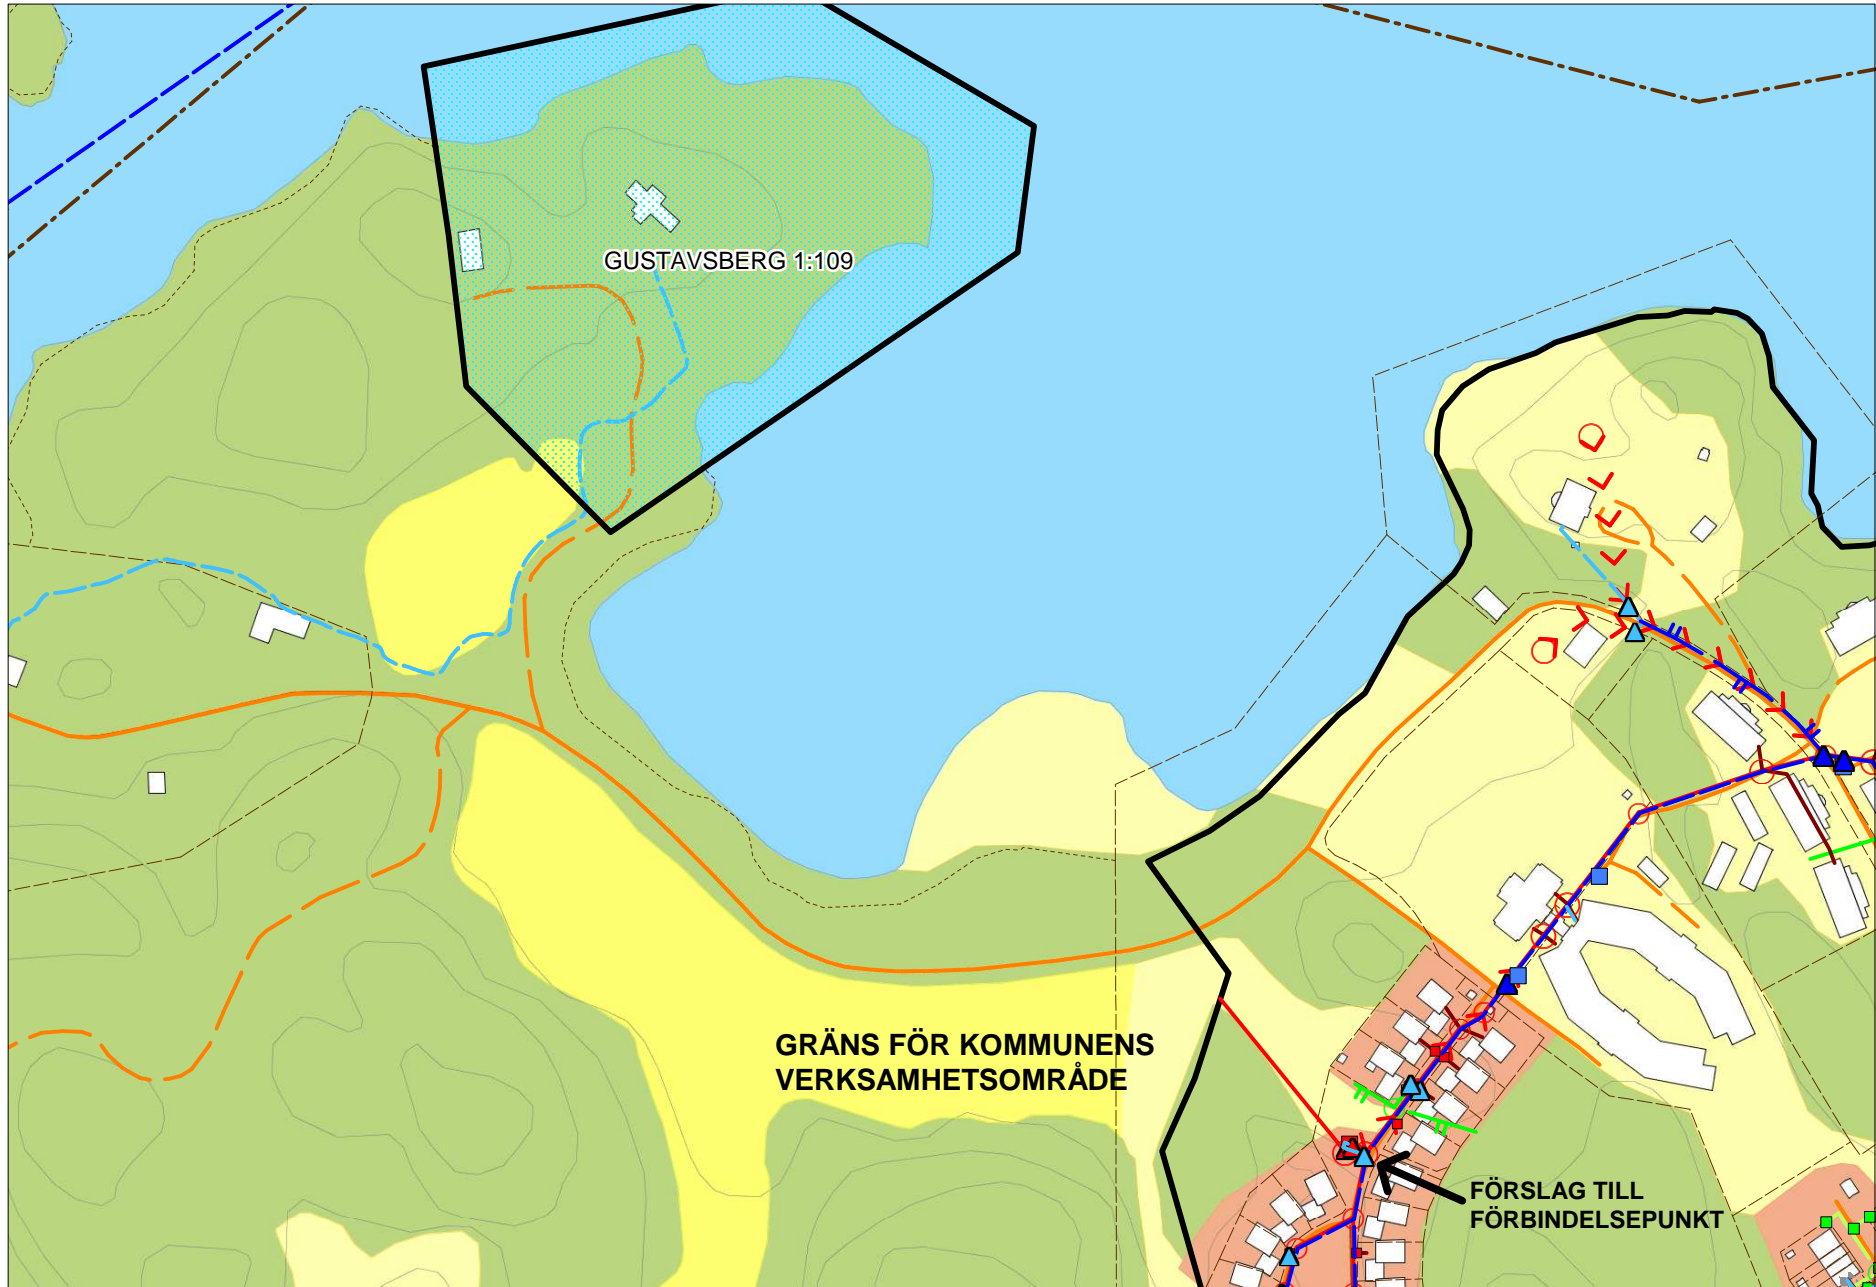 GUSTAVSBERG 1:109
GRÄNS FÖR KOMMUNENS
VERKSAMHETSOMRÅDE
FÖRSLAG TILL
FÖRBINDELSEPUNKT